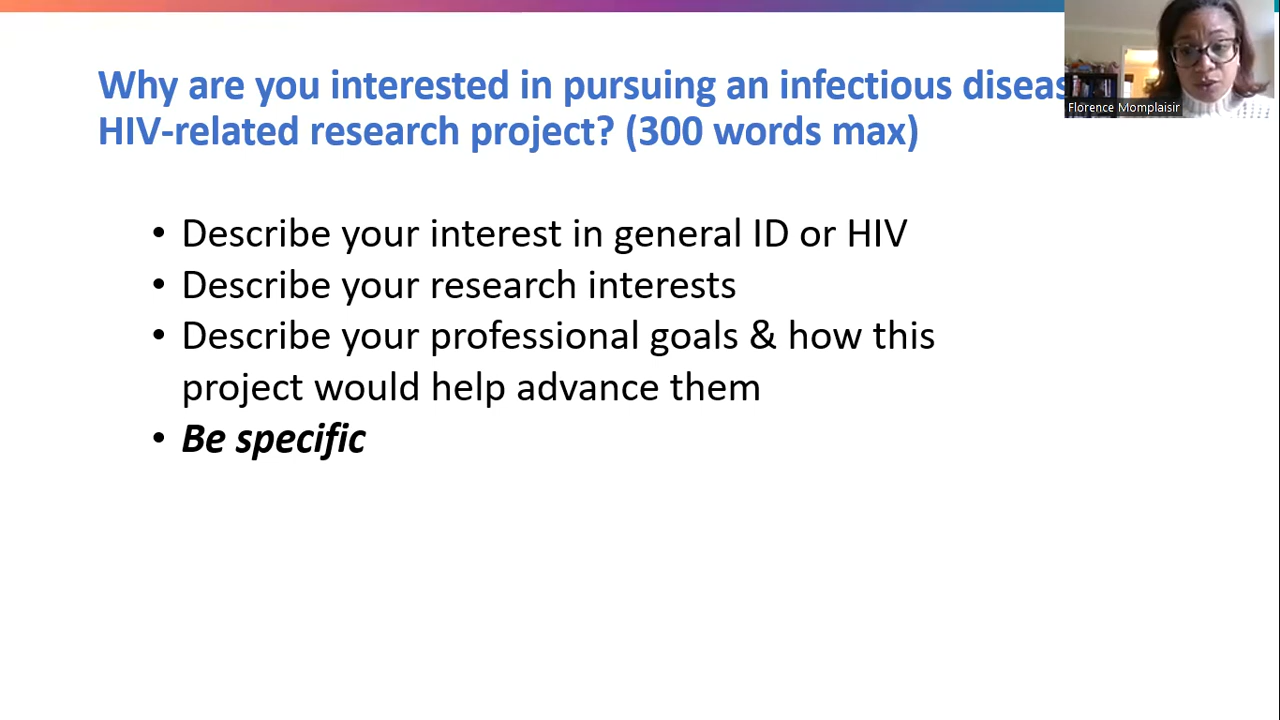 Why are you interested in pursuing an infectious
HIV-related research project? (300 words max)
Florence Momplaisir
• Describe your interest in general ID or HIV
• Describe your research interests
• Describe your professional goals & how this
project would help advance them
• Be specific